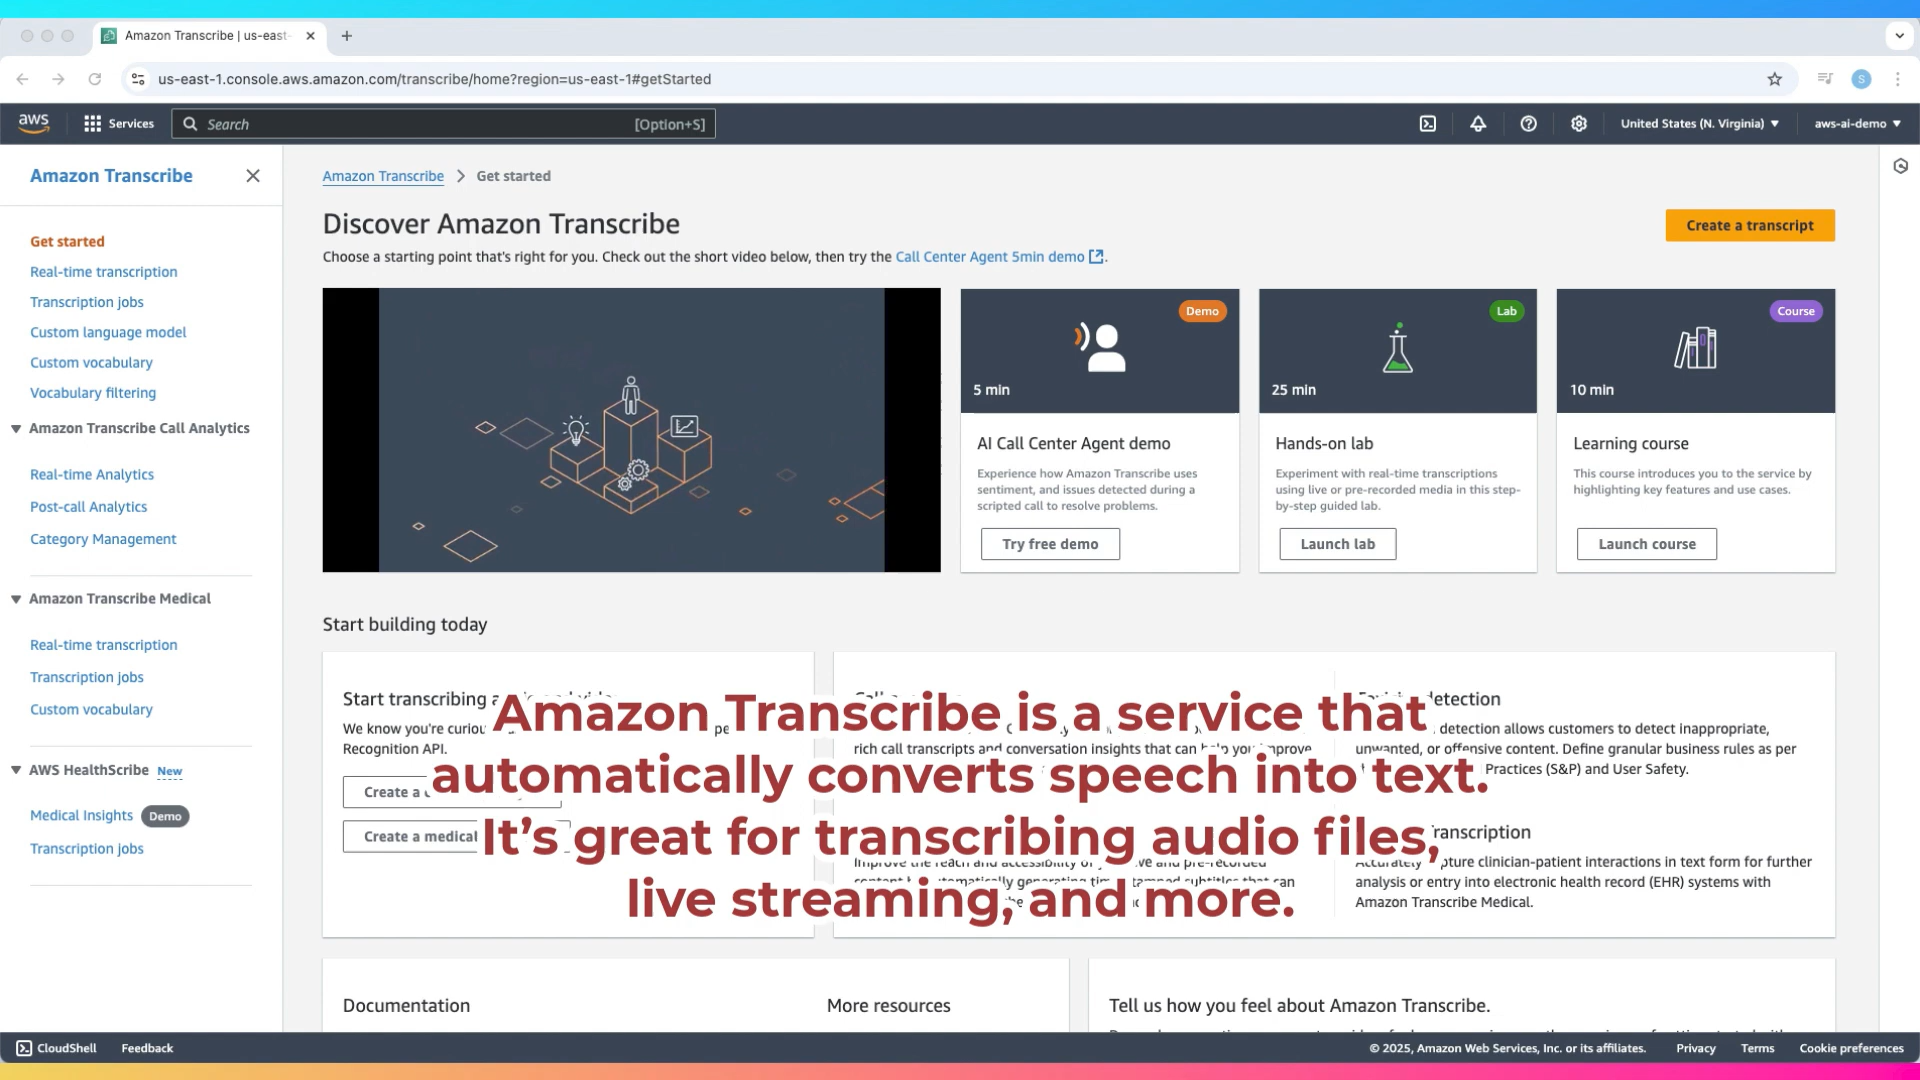 Amazon Transcribe | us-east-
us-east-1.console.aws.amazon.com/transcribe/home?region=us-east-1#getStarted
S
aws
Services
Search
[Option+S]
United States (N. Virginia)
aws-ai-demo
Amazon Transcribe
Get started
Real-time transcription
Transcription jobs
Custom language model
Custom vocabulary
Vocabulary filtering
Amazon Transcribe Call Analytics
Real-time Analytics
Post-call Analytics
Category Management
Amazon Transcribe Medical
Real-time transcription
Transcription jobs
Custom vocabulary
AWS HealthScribe New
Medical Insights Demo
Transcription jobs
Amazon Transcribe > Get started
Discover Amazon Transcribe
Create a transcript
Choose a starting point that's right for you. Check out the short video below, then try the Call Center Agent 5min demo.
Demo
5 min
AI Call Center Agent demo
Experience how Amazon Transcribe uses
sentiment, and issues detected during a
scripted call to resolve problems.
Try free demo
Lab
25 min
Hands-on lab
Experiment with real-time transcriptions
using live or pre-recorded media in this step-
by-step guided lab.
Launch lab
Course
10 min
Learning course
This course introduces you to the service by
highlighting key features and use cases.
Launch course
Start building today
Start transcribing
We know you're curious
Recognition API.
Create a
Create a medical
rich call transcripts and conversation insights that can help you improve
detection
detection allows customers to detect inappropriate,
unwanted, or offensive content. Define granular business rules as per
Practices (S&P) and User Safety.
Transcription
Accurately capture clinician-patient interactions in text form for further
analysis or entry into electronic health record (EHR) systems with
Amazon Transcribe Medical.
Amazon Transcribe is a service that
automatically converts speech into text.
It’s great for transcribing audio files,
live streaming, and more.
Documentation
More resources
Tell us how you feel about Amazon Transcribe.
CloudShell
Feedback
© 2025, Amazon Web Services, Inc. or its affiliates.
Privacy
Terms
Cookie preferences